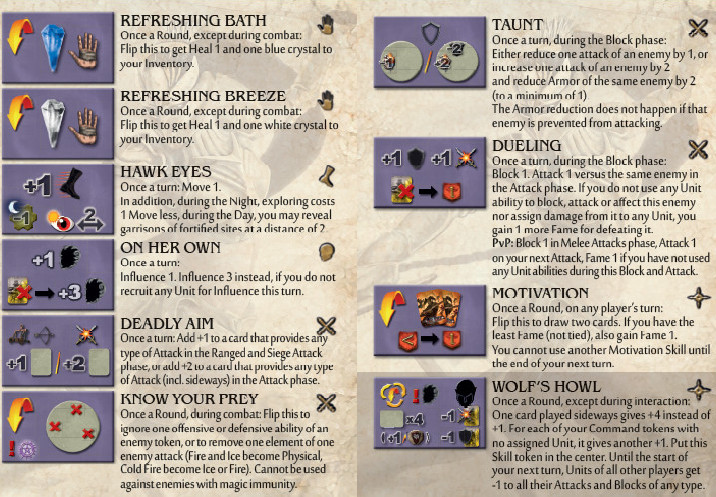 REFRESHING BATH
Once a Round, except during combat:
Flip this to get Heal 1 and one blue crystal to
your Inventory.
REFRESHING BREEZE
Once a Round, except during combat:
Flip this to get Heal 1 and one white crystal to
your Inventory.
+1
-1
2
HAWK EYES
Once a turn: Move 1.
In addition, during the Night, exploring costs
1 Move less, during the Day, you may reveal
garrisons of fortified sites at a distance of 2.
+1
+3
ON HER OWN
Once a turn:
Influence 1. Influence 3 instead, if you do not
recruit any Unit for Influence this turn.
+1 / +2
DEADLY AIM
Once a turn: Add +1 to a card that provides any
type of Attack in the Ranged and Siege Attack
phase, or add +2 to a card that provides any type
of Attack (incl. sideways) in the Attack phase.
KNOW YOUR PREY
Once a Round, during combat: Flip this to
ignore one offensive or defensive ability of an
enemy token, or to remove one element of one
enemy attack (Fire and Ice become Physical,
Cold Fire become Ice or Fire). Cannot be used
against enemies with magic immunity.
-1 / +2 -2
TAUNT
Once a turn, during the Block phase:
Either reduce one attack of an enemy by 1, or
increase one attack of an enemy by 2
and reduce Armor of the same enemy by 2
(to a minimum of 1)
The Armor reduction does not happen if that
enemy is prevented from attacking.
+1 +1
1
DUELING
Once a turn, during the Block phase:
Block 1. Attack 1 versus the same enemy in
the Attack phase. If you do not use any Unit
ability to block, attack or affect this enemy
nor assign damage from it to any Unit, you
gain 1 more Fame for defeating it.
PvP: Block 1 in Melee Attacks phase, Attack 1
on your next Attack, Fame 1 if you have not used
any Unit abilities during this Block and Attack.
<
1
MOTIVATION
Once a Round, on any player's turn:
Flip this to draw two cards. If you have the
least Fame (not tied), also gain Fame 1.
You cannot use another Motivation Skill until
the end of your next turn.
x4 -1
(+1 ) -1
WOLF'S HOWL
Once a Round, except during interaction:
One card played sideways gives +4 instead of
+1. For each of your Command tokens with
no assigned Unit, it gives another +1. Put this
Skill token in the center. Until the start of
your next turn, Units of all other players get
-1 to all their Attacks and Blocks of any type.